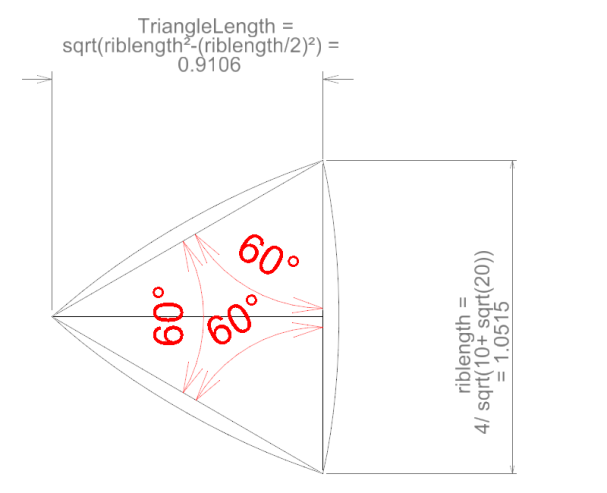 TriangleLength =
sqrt(riblength²-(riblength/2)²) =
0.9106
60°
60°
60°
riblength =
4/ sqrt(10+ sqrt(20))
= 1.0515